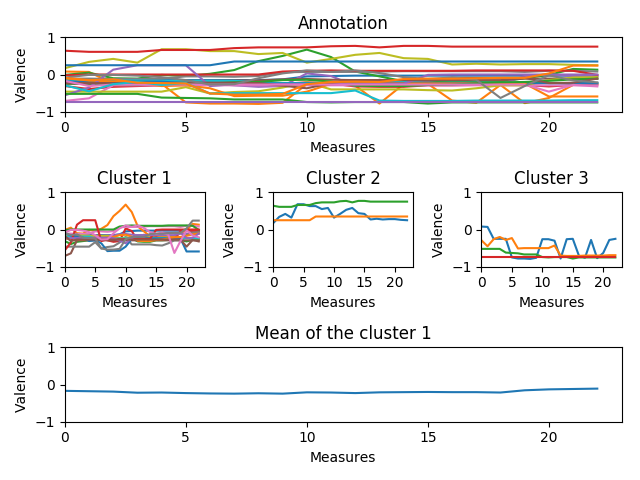 Annotation
Valence
1
0
−1
0 5 10 15 20
Measures
Cluster 1 Cluster 2 Cluster 3
Valence Valence Valence
1 1 1
0 0 0
−1 −1 −1
0 5 10 15 20 0 5 10 15 20 0 5 10 15 20
Measures Measures Measures
Mean of the cluster 1
Valence
1
0
−1
0 5 10 15 20
Measures